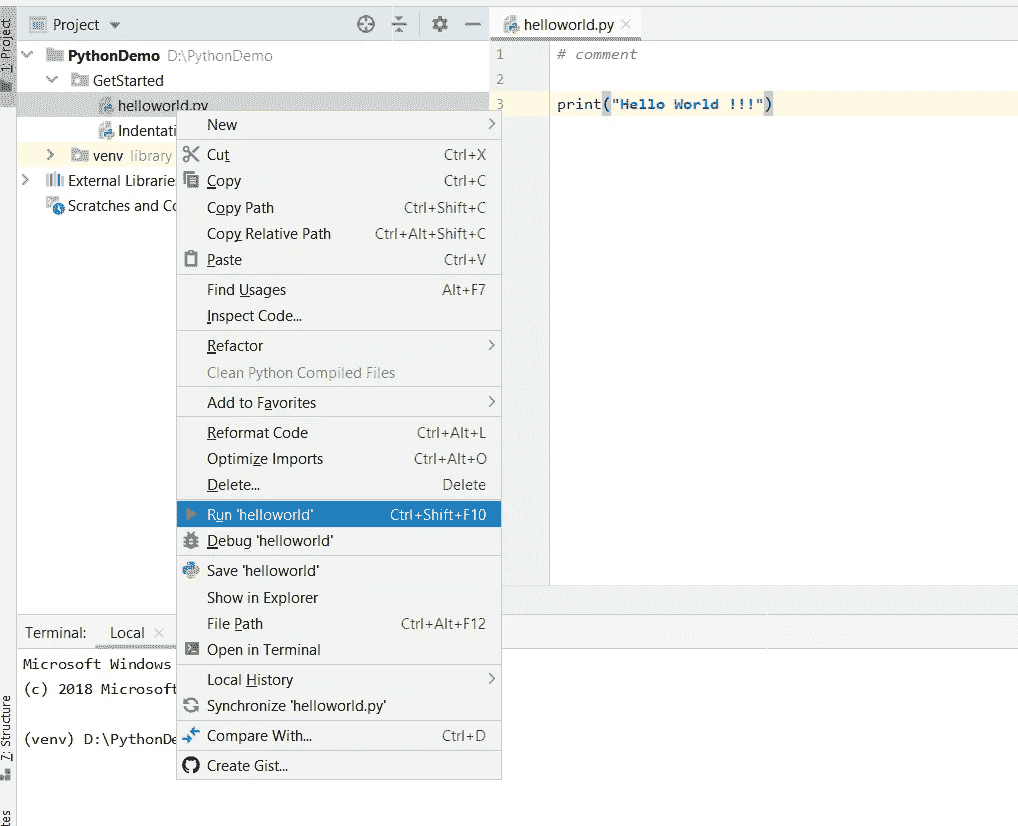 1: Project
Project
helloworld.py
PythonDemo D:\PythonDemo
GetStarted
helloworld.py
Indentati
venv library
External Librarie
Scratches and Co
1
2
3
# comment
print("Hello World !!!")
New
Cut Ctrl+X
Copy Ctrl+C
Copy Path Ctrl+Shift+C
Copy Relative Path Ctrl+Alt+Shift+C
Paste Ctrl+V
Find Usages Alt+F7
Inspect Code...
Refactor
Clean Python Compiled Files
Add to Favorites
Reformat Code Ctrl+Alt+L
Optimize Imports Ctrl+Alt+O
Delete... Delete
Run 'helloworld' Ctrl+Shift+F10
Debug 'helloworld'
Save 'helloworld'
Show in Explorer
File Path Ctrl+Alt+F12
Open in Terminal
Local History
Synchronize 'helloworld.py'
Compare With... Ctrl+D
Create Gist...
Terminal: Local
Microsoft Windows
(c) 2018 Microsoft
(venv) D:\PythonDe
7: Structure
tes